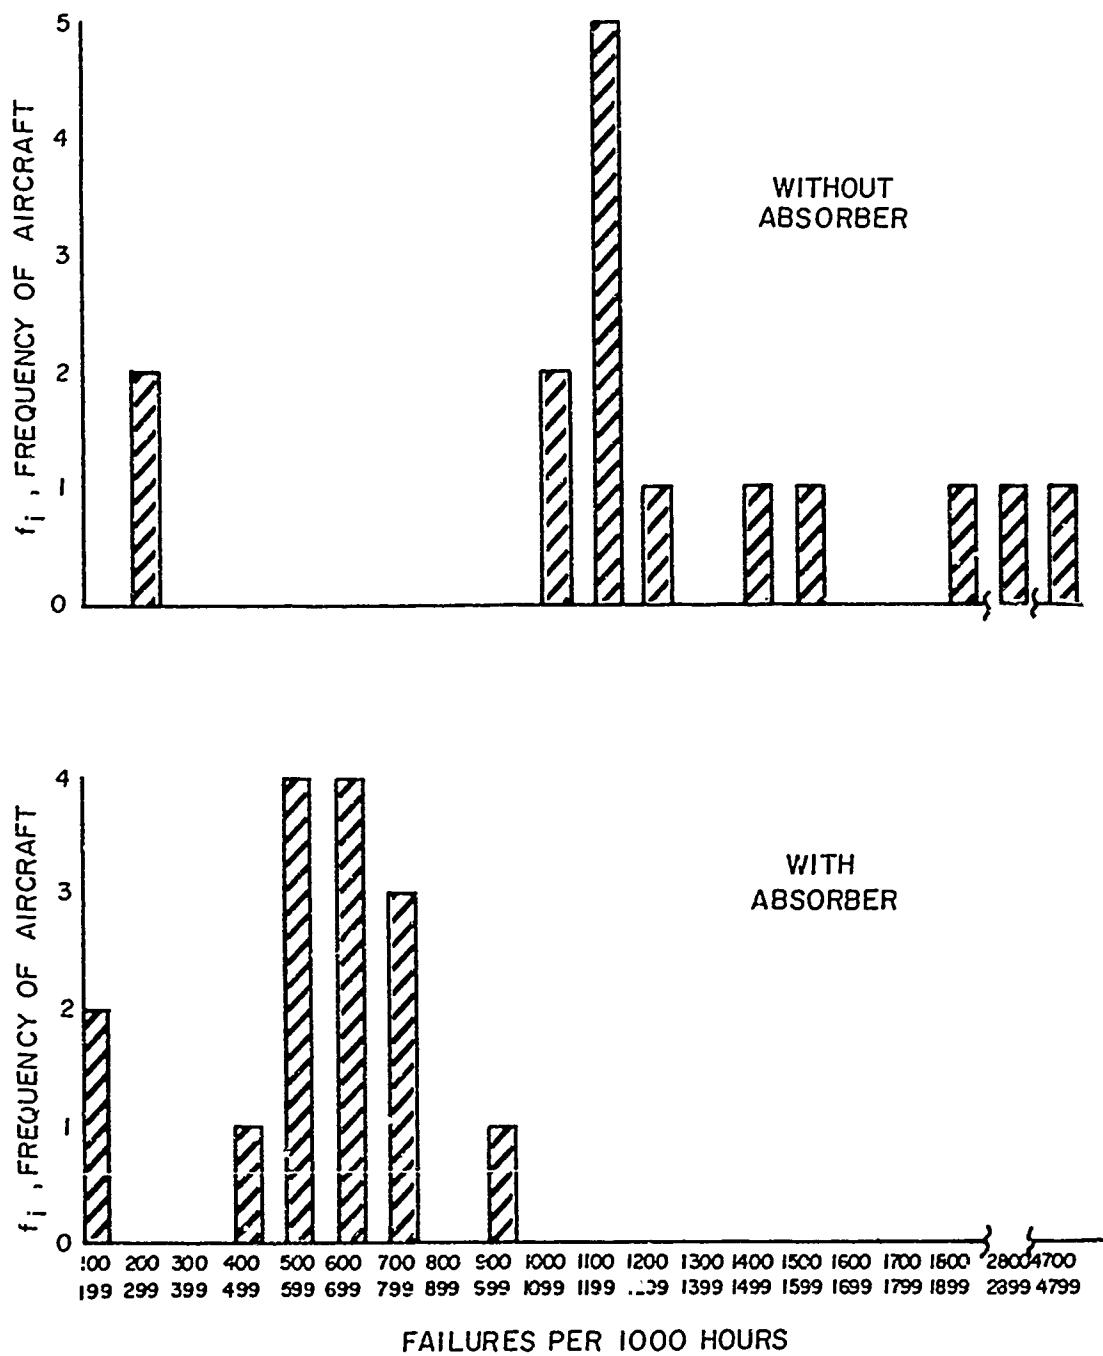 5
4
3
2
1
0
f i , FREQUENCY OF AIRCRAFT
WITHOUT
ABSORBER
4
3
2
1
0
f i , FREQUENCY OF AIRCRAFT
WITH
ABSORBER
100 200 300 400 500 600 700 800 900 1000 1100 1200 1300 1400 1500 1600 1700 1800 2800 4700
199 299 399 499 599 699 799 899 599 1099 1199 1399 1499 1599 1699 1799 1899 2899 4799
FAILURES PER 1000 HOURS